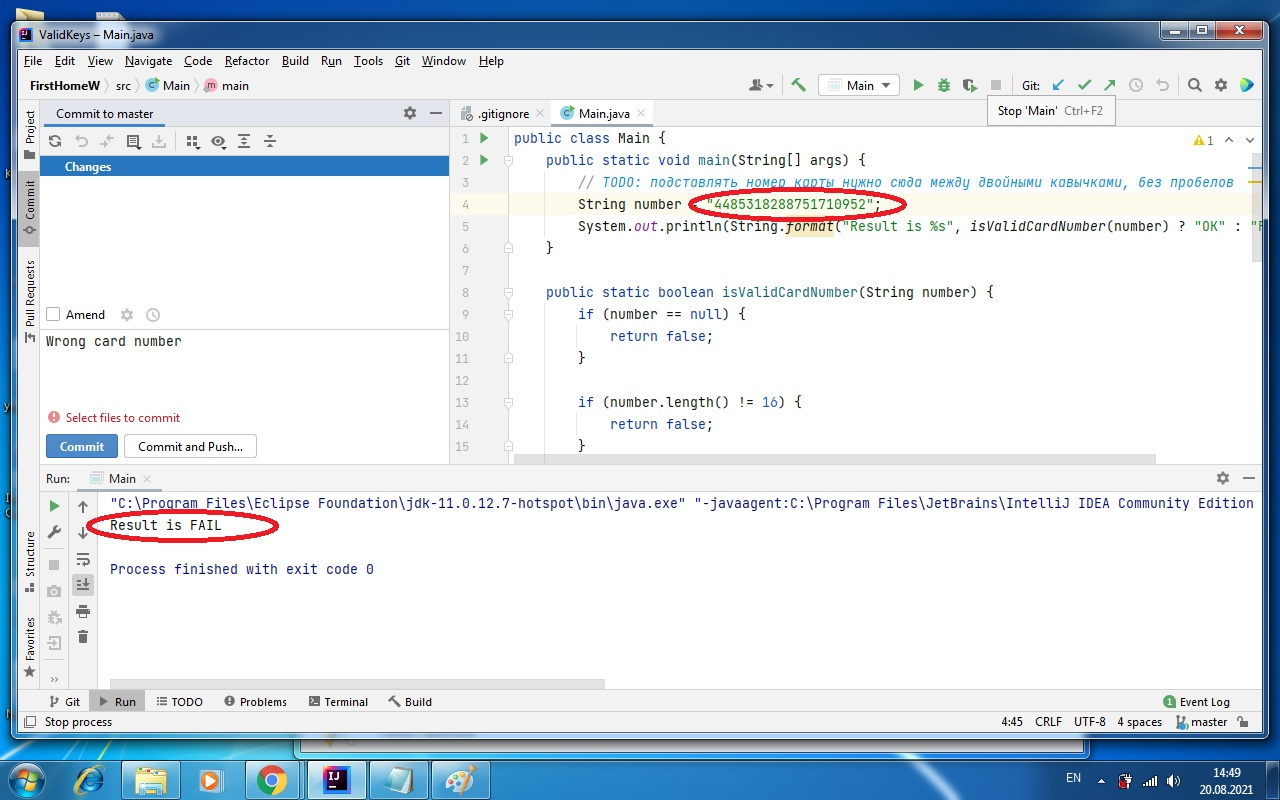 ValidKeys – Main.java
File Edit View Navigate Code Refactor Build Run Tools Git Window Help
FirstHomeW src Main main
Main
Git:
Stop 'Main' Ctrl+F2
Project
Commit
Pull Requests
Structure
Favorites
Commit to master
Changes
Amend
Wrong card number
Select files to commit
Commit Commit and Push...
.gitignore Main.java
1
1 public class Main {
2 public static void main(String[] args) {
3 // TODO: подставлять номер карты нужно сюда между двойными кавычками, без пробелов
4 String number = "4485318288751710952";
5 System.out.println(String.format("Result is %s", isValidCardNumber(number) ? "OK" : "F
6 }
7
8 public static boolean isValidCardNumber(String number) {
9 if (number == null) {
10 return false;
11 }
12
13 if (number.length() != 16) {
14 return false;
15 }
Run: Main
"C:\Program Files\Eclipse Foundation\jdk-11.0.12.7-hotspot\bin\java.exe" "-javaagent:C:\Program Files\JetBrains\IntelliJ IDEA Community Edition
Result is FAIL
Process finished with exit code 0
Git Run TODO Problems Terminal Build
1 Event Log
Stop process
4:45 CRLF UTF-8 4 spaces master
EN
14:49
20.08.2021